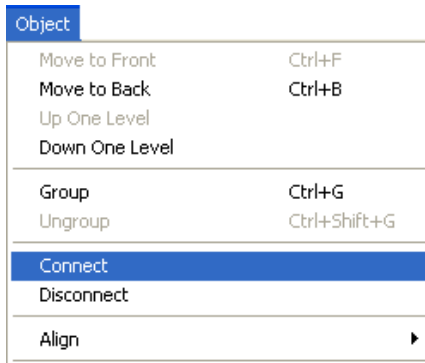 Object
Move to Front Ctrl+F
Move to Back Ctrl+B
Up One Level
Down One Level
Group Ctrl+G
Ungroup Ctrl+Shift+G
Connect
Disconnect
Align